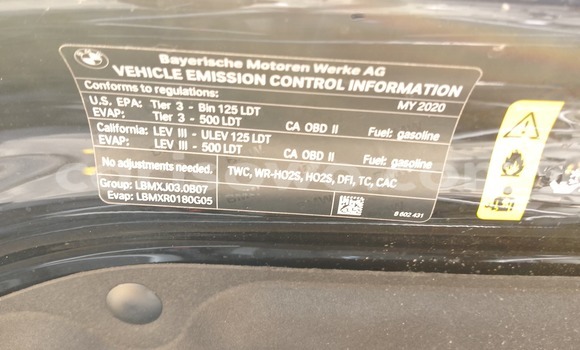 Bayerische Motoren Werke AG
VEHICLE EMISSION CONTROL INFORMATION
Conforms to regulations: MY 2020
U.S. EPA: Tier 3 - Bin 125 LDT
EVAP: Tier 3 - 500 LDT CA OBD II Fuel: gasoline
California: LEV III - ULEV 125 LDT
EVAP: LEV III - 500 LDT CA OBD II Fuel: gasoline
No adjustments needed. TWC, WR-HO2S, HO2S, DFI, TC, CAC
Group: LBMXJ03.0B07
Evap: LBMXR0180G05
8 602 431